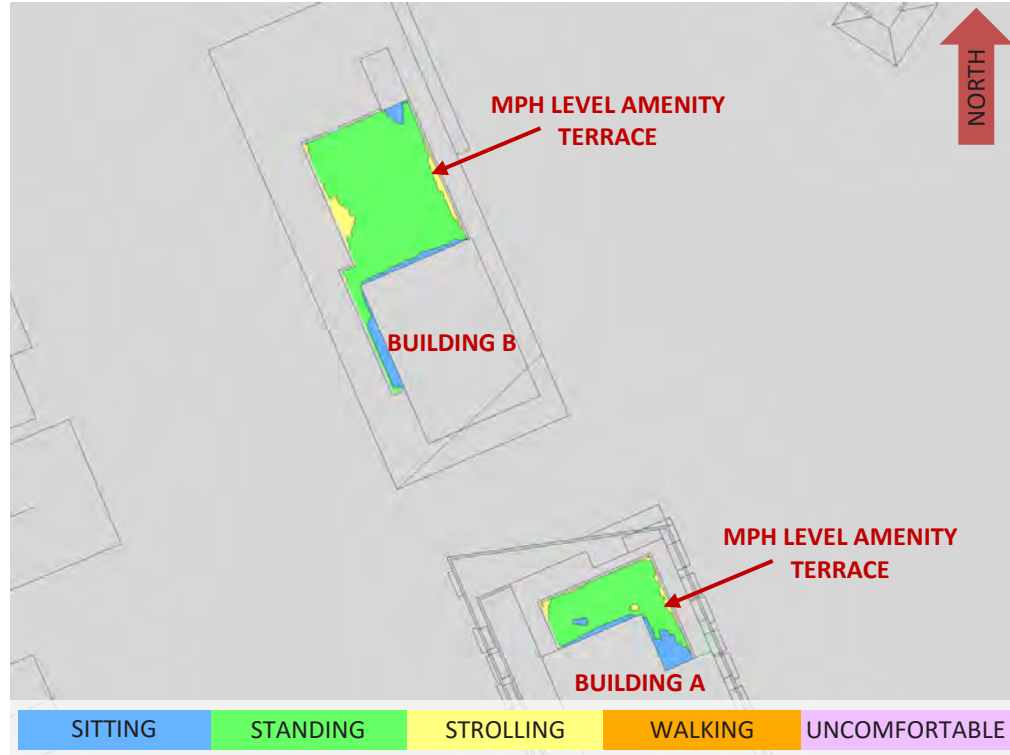 NORTH
MPH LEVEL AMENITY
TERRACE
BUILDING B
MPH LEVEL AMENITY
TERRACE
BUILDING A
SITTING
STANDING
STROLLING
WALKING
UNCOMFORTABLE